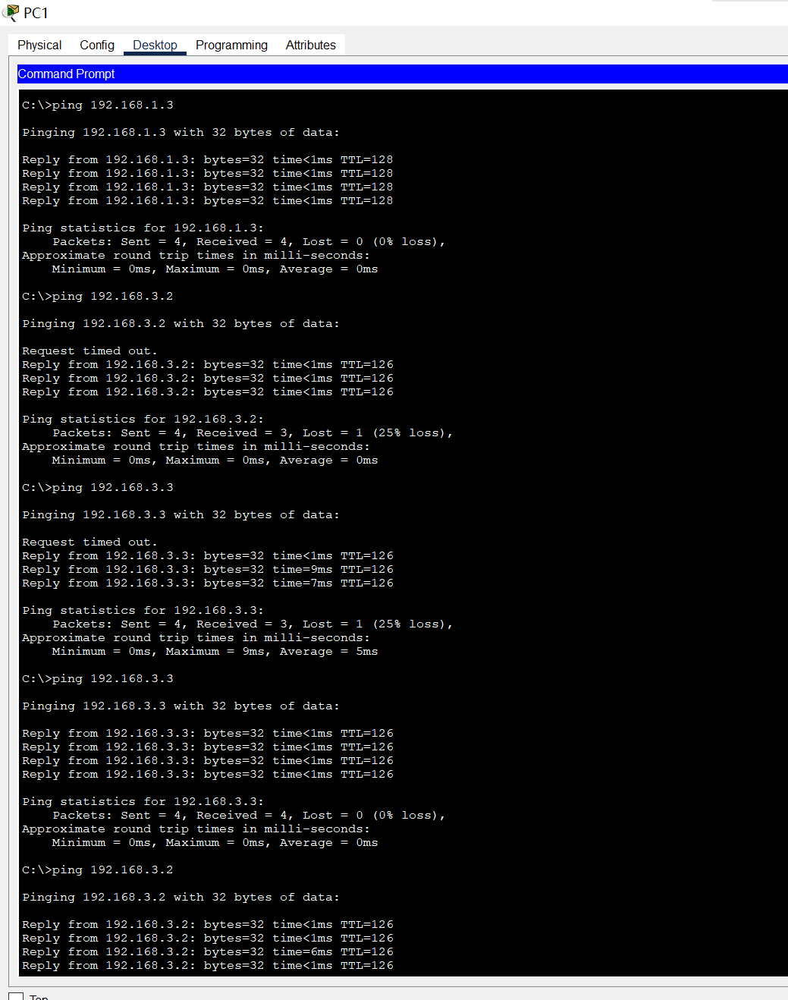 PC1
Physical Config Desktop Programming Attributes
Command Prompt
C:\>ping 192.168.1.3
Pinging 192.168.1.3 with 32 bytes of data:
Reply from 192.168.1.3: bytes=32 time<1ms TTL=128
Reply from 192.168.1.3: bytes=32 time<1ms TTL=128
Reply from 192.168.1.3: bytes=32 time<1ms TTL=128
Reply from 192.168.1.3: bytes=32 time<1ms TTL=128
Ping statistics for 192.168.1.3:
Packets: Sent = 4, Received = 4, Lost = 0 (0% loss),
Approximate round trip times in milli-seconds:
Minimum = 0ms, Maximum = 0ms, Average = 0ms
C:\>ping 192.168.3.2
Pinging 192.168.3.2 with 32 bytes of data:
Request timed out.
Reply from 192.168.3.2: bytes=32 time<1ms TTL=126
Reply from 192.168.3.2: bytes=32 time<1ms TTL=126
Reply from 192.168.3.2: bytes=32 time<1ms TTL=126
Ping statistics for 192.168.3.2:
Packets: Sent = 4, Received = 3, Lost = 1 (25% loss),
Approximate round trip times in milli-seconds:
Minimum = 0ms, Maximum = 0ms, Average = 0ms
C:\>ping 192.168.3.3
Pinging 192.168.3.3 with 32 bytes of data:
Request timed out.
Reply from 192.168.3.3: bytes=32 time<1ms TTL=126
Reply from 192.168.3.3: bytes=32 time=9ms TTL=126
Reply from 192.168.3.3: bytes=32 time=7ms TTL=126
Ping statistics for 192.168.3.3:
Packets: Sent = 4, Received = 3, Lost = 1 (25% loss),
Approximate round trip times in milli-seconds:
Minimum = 0ms, Maximum = 9ms, Average = 5ms
C:\>ping 192.168.3.3
Pinging 192.168.3.3 with 32 bytes of data:
Reply from 192.168.3.3: bytes=32 time<1ms TTL=126
Reply from 192.168.3.3: bytes=32 time<1ms TTL=126
Reply from 192.168.3.3: bytes=32 time<1ms TTL=126
Reply from 192.168.3.3: bytes=32 time<1ms TTL=126
Ping statistics for 192.168.3.3:
Packets: Sent = 4, Received = 4, Lost = 0 (0% loss),
Approximate round trip times in milli-seconds:
Minimum = 0ms, Maximum = 0ms, Average = 0ms
C:\>ping 192.168.3.2
Pinging 192.168.3.2 with 32 bytes of data:
Reply from 192.168.3.2: bytes=32 time<1ms TTL=126
Reply from 192.168.3.2: bytes=32 time<1ms TTL=126
Reply from 192.168.3.2: bytes=32 time=6ms TTL=126
Reply from 192.168.3.2: bytes=32 time<1ms TTL=126
Top